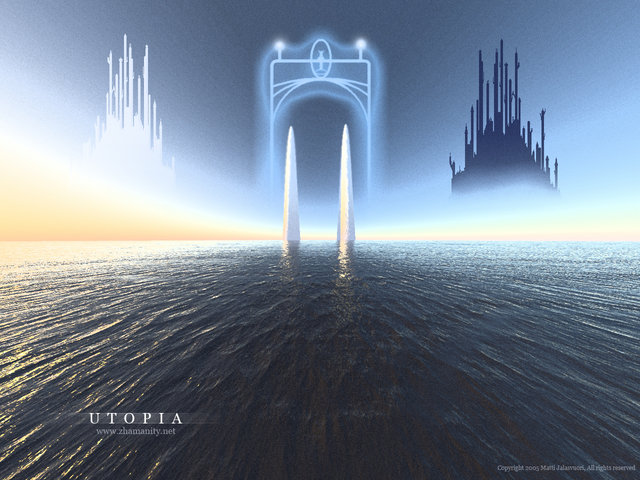 UTOPIA
www.zhamanity.net
Copyright 2005 Matti Jalasvuori, All rights reserved